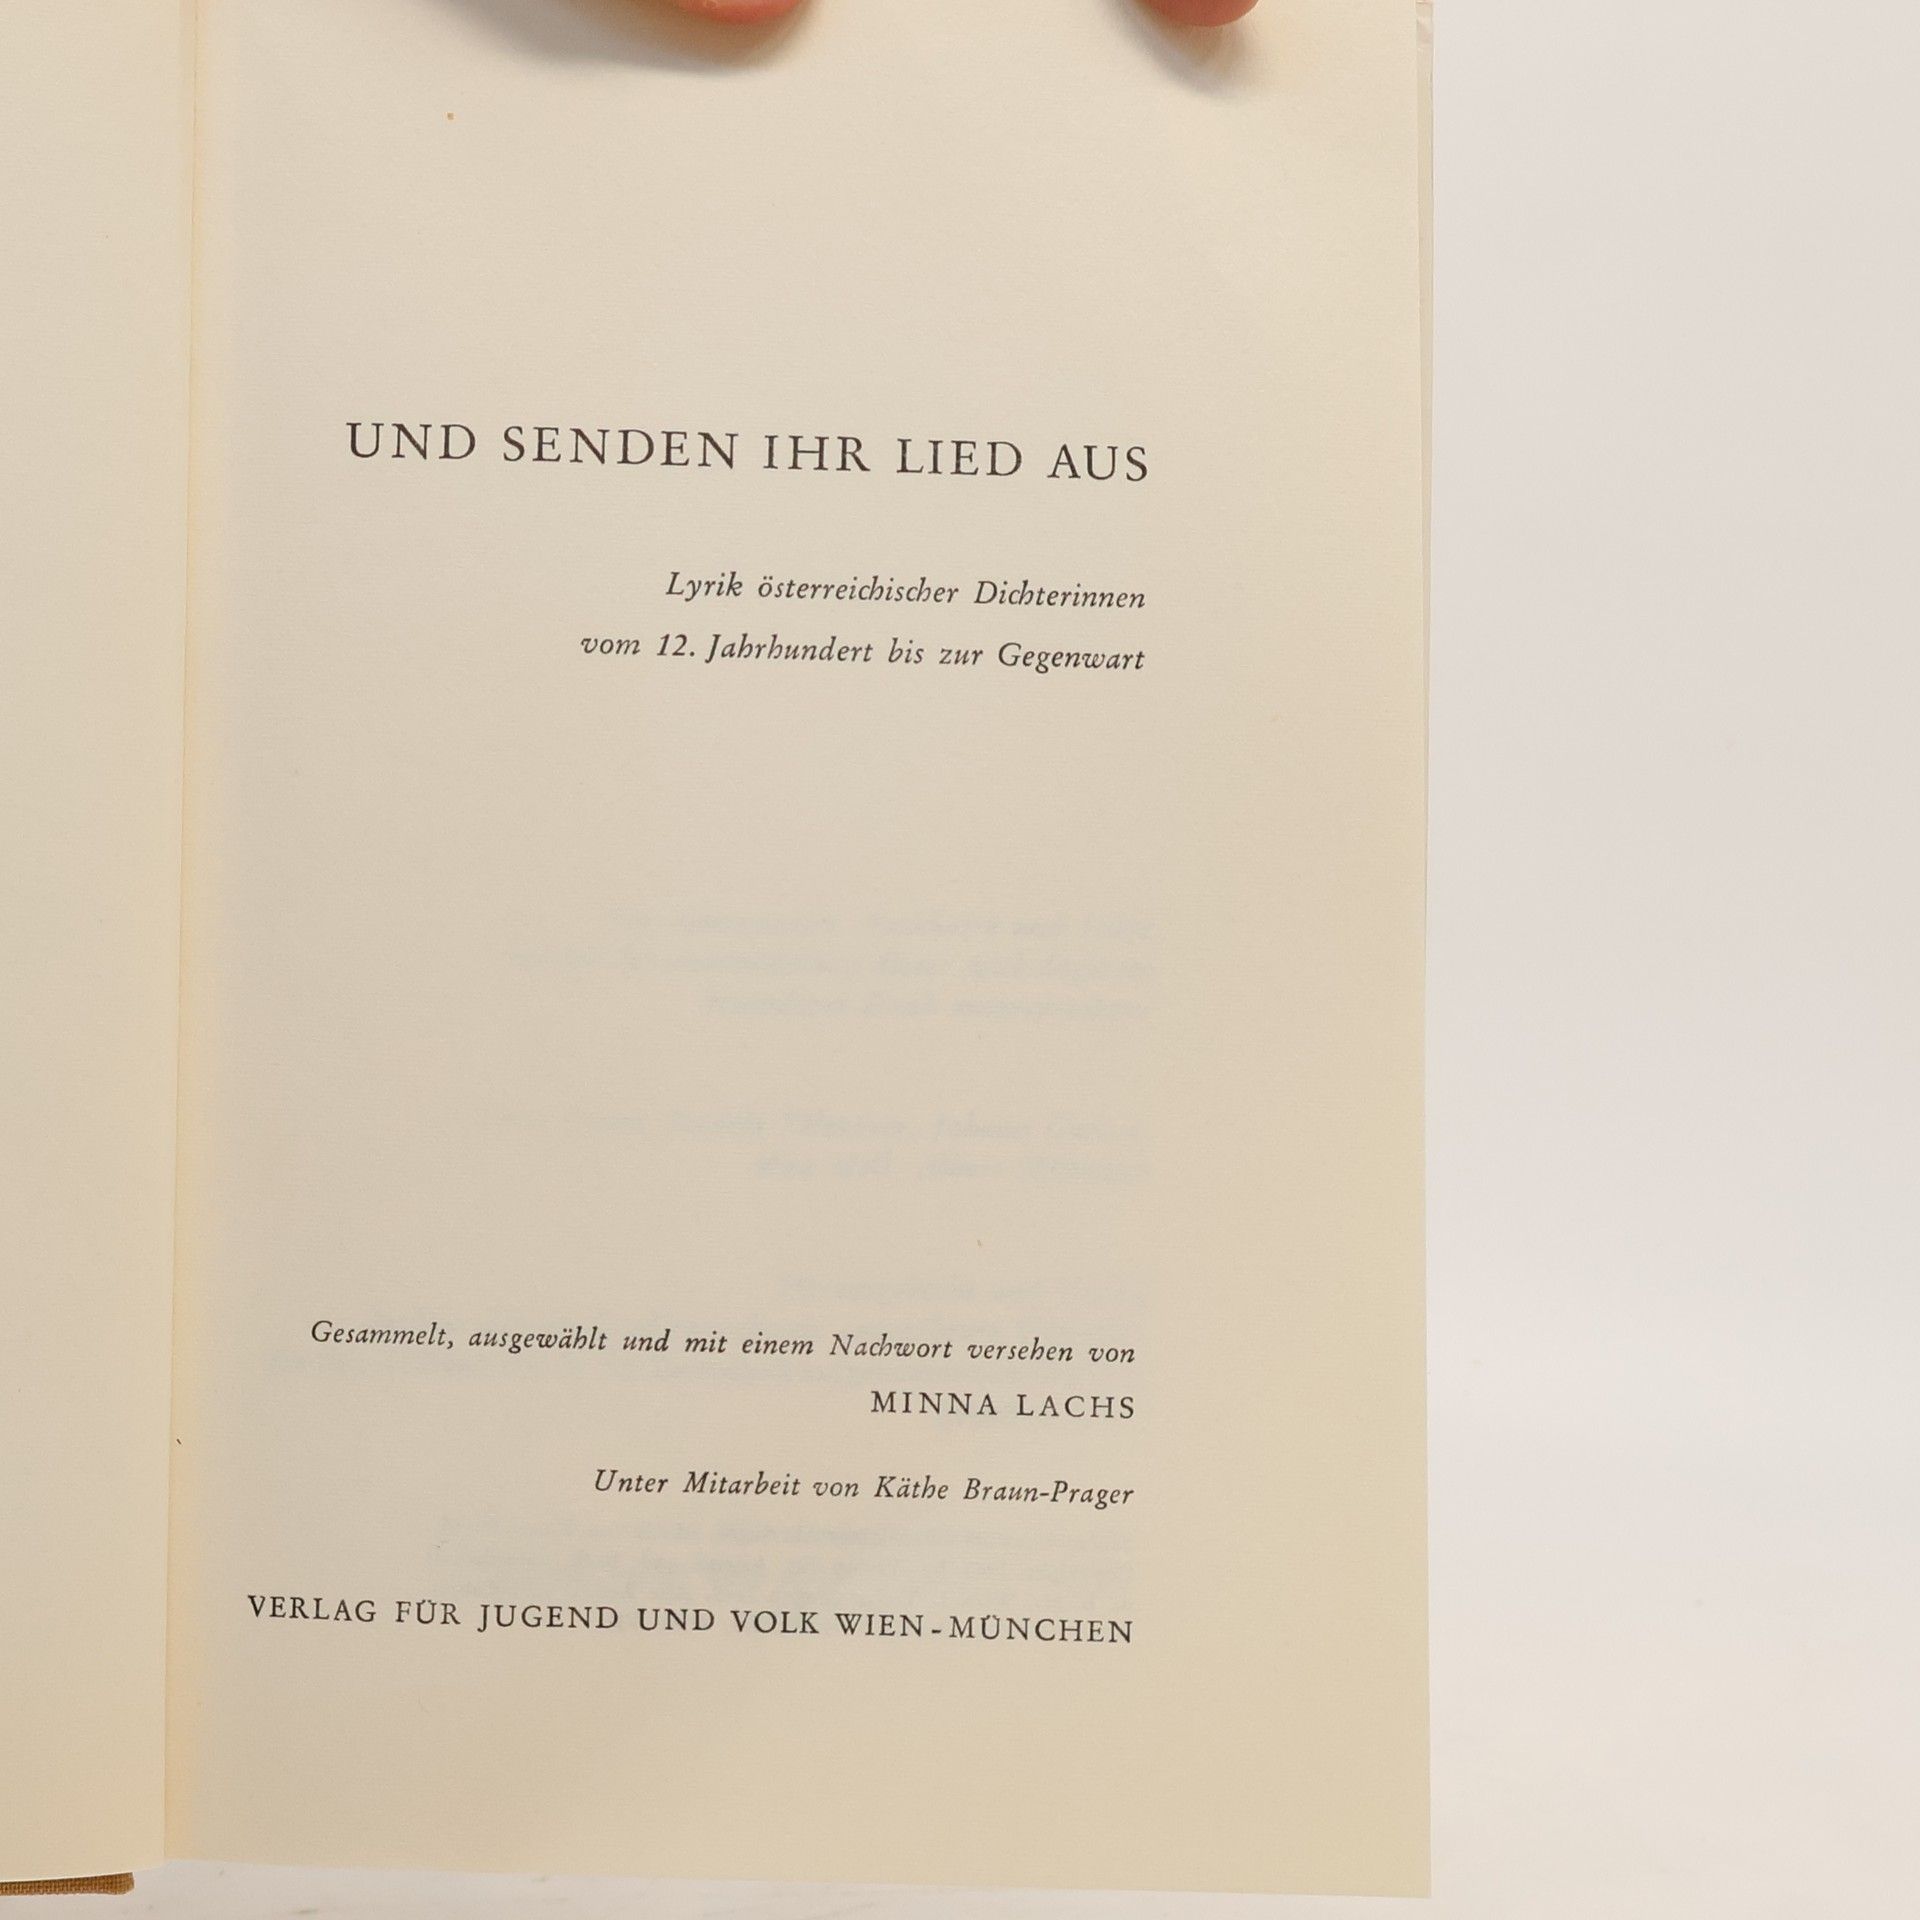 UND SENDEN IHR LIED AUS
Lyrik österreichischer Dichterinnen
vom 12. Jahrhundert bis zur Gegenwart
Gesammelt, ausgewählt und mit einem Nachwort versehen von
MINNA LACHS
Unter Mitarbeit von Käthe Braun-Prager
VERLAG FÜR JUGEND UND VOLK WIEN-MÜNCHEN